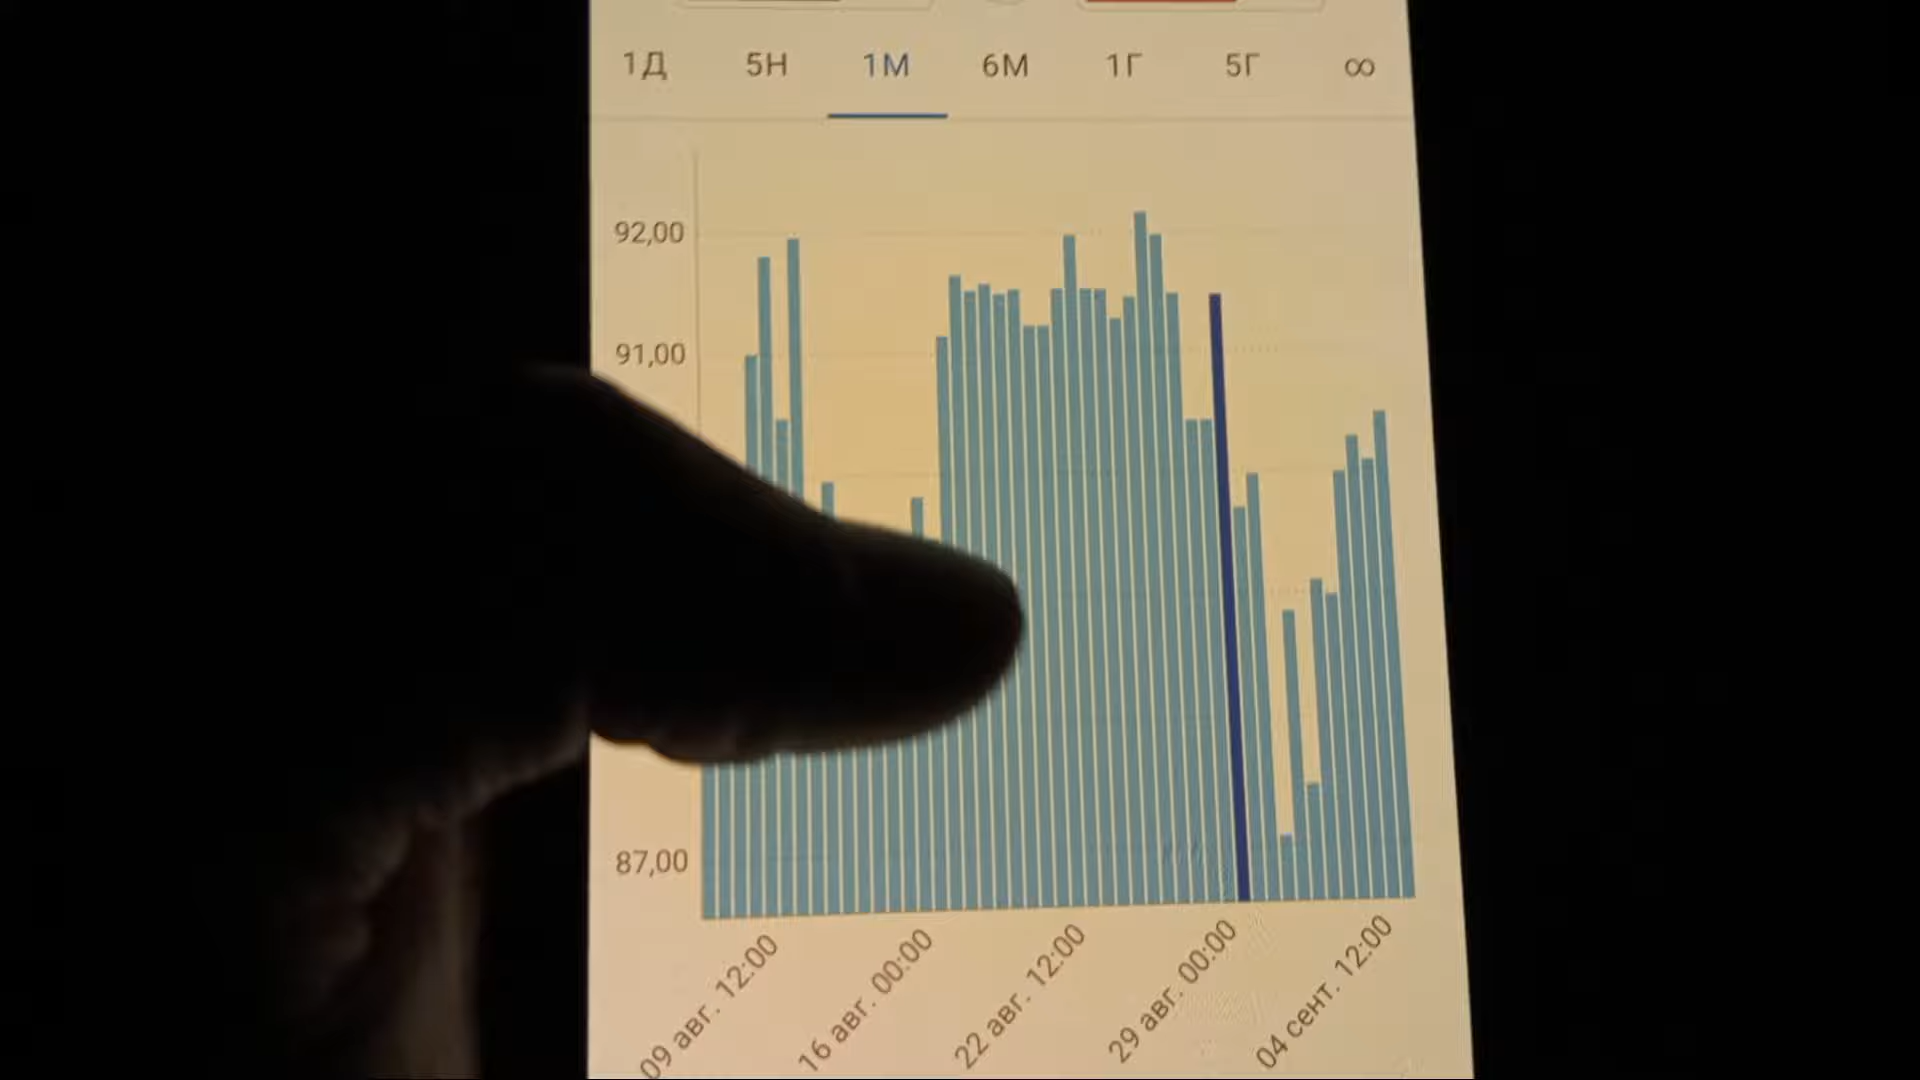 1Д 5Н 1М 6М 1Г 5Г ∞
92,00
91,00
87,00
09 авг. 12:00
16 авг. 00:00
22 авг. 12:00
29 авг. 00:00
04 сент. 12:00